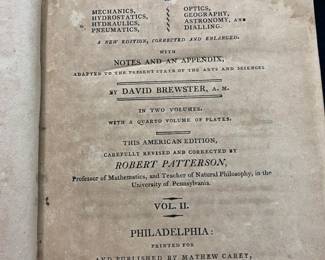 MECHANICS,
HYDROSTATICS,
HYDRAULICS,
PNEUMATICS,
OPTICS,
GEOGRAPHY,
ASTRONOMY, AND
DIALLING.
A NEW EDITION, CORRECTED AND ENLARGED.
WITH
NOTES AND AN APPENDIX,
ADAPTED TO THE PRESENT STATE OF THE ARTS AND SCIENCES
BY DAVID BREWSTER, A. M.
IN TWO VOLUMES.
WITH A QUARTO VOLUME OF PLATES.
THIS AMERICAN EDITION,
CAREFULLY REVISED AND CORRECTED BY
ROBERT PATTERSON,
Professor of Mathematics, and Teacher of Natural Philosophy, in the
University of Pennsylvania.
VOL. II.
PHILADELPHIA:
PRINTED FOR
AND PUBLISHED BY MATHEW CAREY,